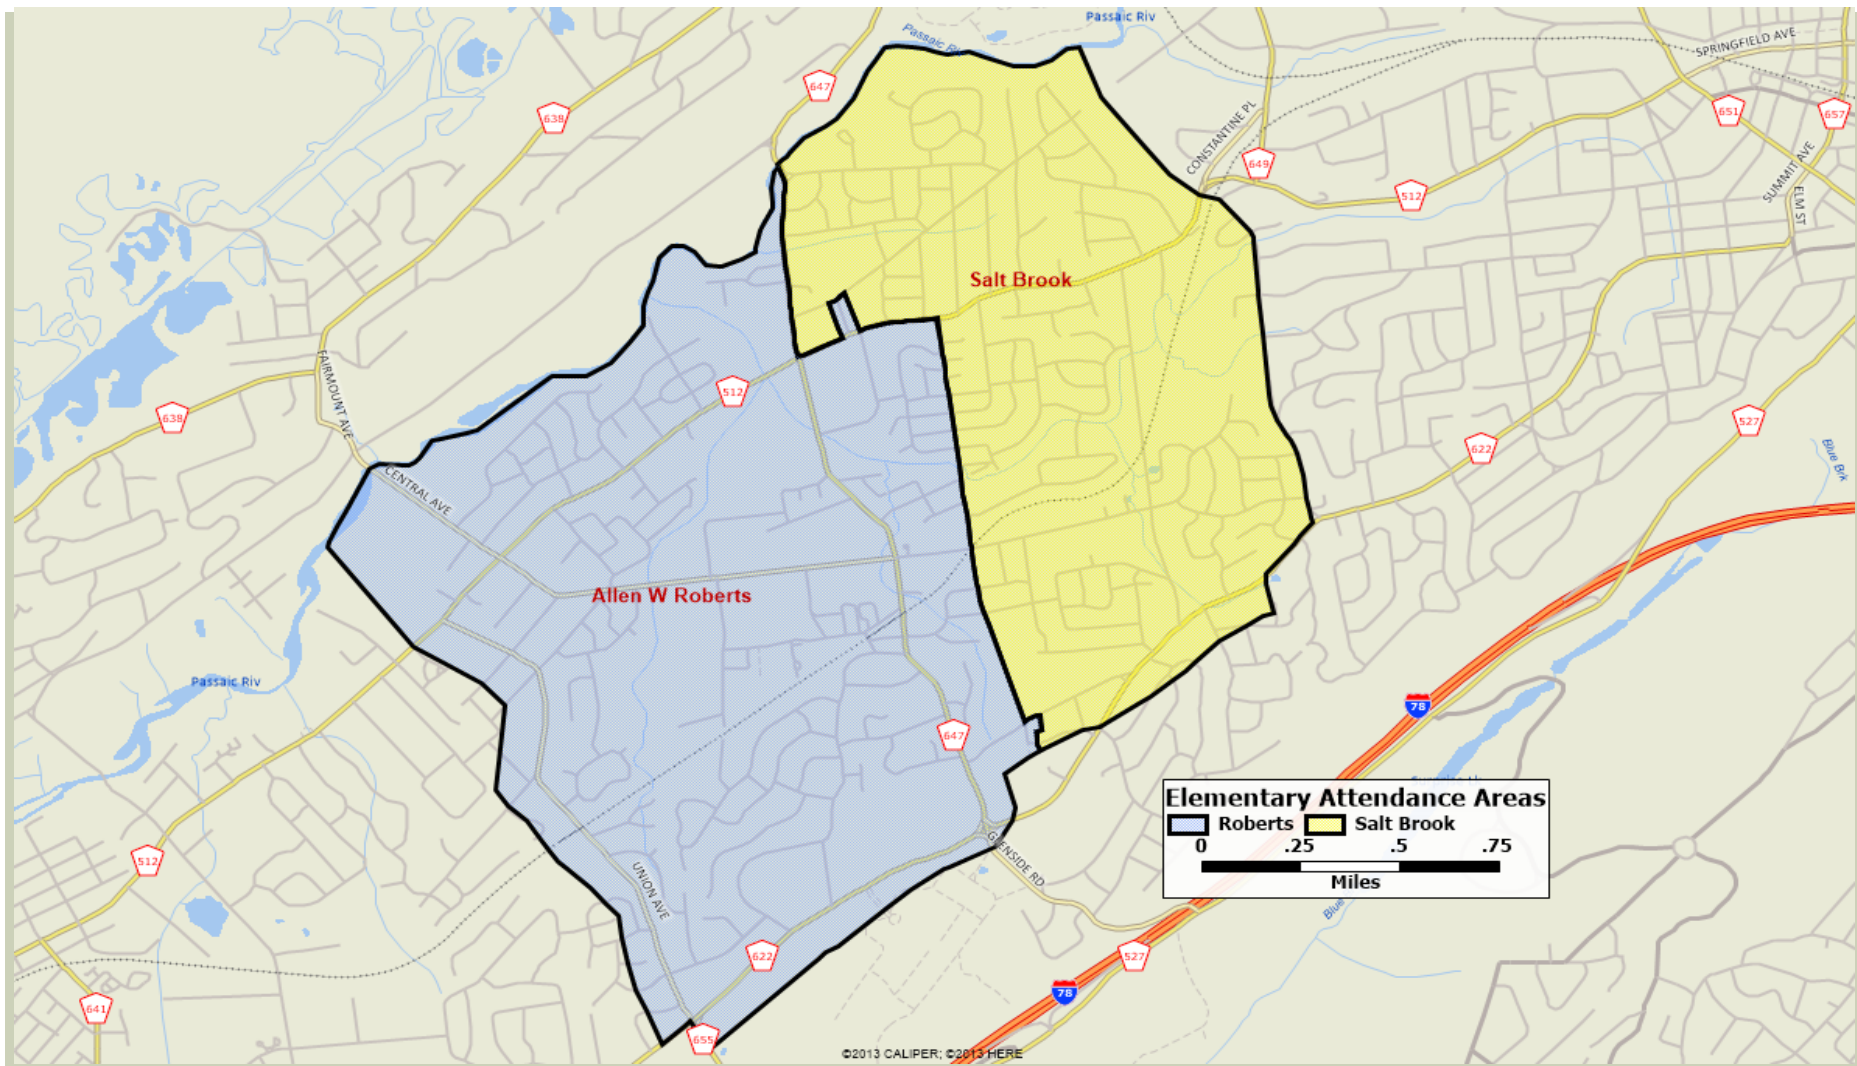 Passaic Riv
SPRINGFIELD AVE
647
638
651
657
CONSTANTINE PL
649
512
SUMMIT AVE
ELM ST
Salt Brook
FAIRMOUNT AVE
512
638
527
622
Blue Brk
CENTRAL AVE
Allen W Roberts
Passaic Riv
78
647
Elementary Attendance Areas
Roberts Salt Brook
0 .25 .5 .75
Miles
512
GLENSIDE RD
UNION AVE
Blue
622
527
78
641
655
©2013 CALIPER; ©2013 HERE